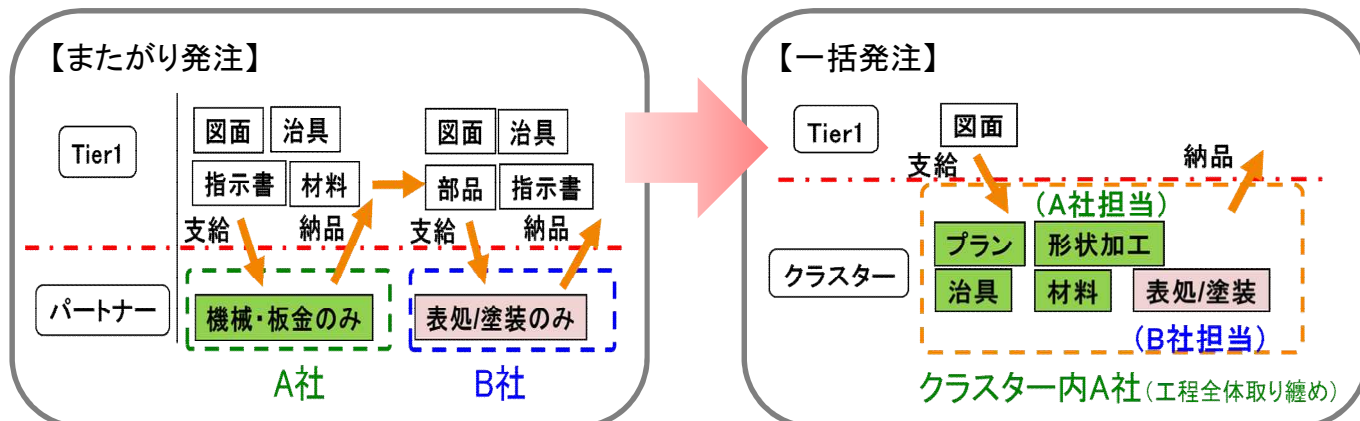 【またがり発注】
Tier1
図面 治具
指示書 材料
図面 治具
部品 指示書
支給 納品
支給 納品
パートナー
機械・板金のみ
表処/塗装のみ
A社
B社
【一括発注】
Tier1
図面
支給
納品
クラスター
(A社担当)
プラン 形状加工
治具 材料 表処/塗装
(B社担当)
クラスター内A社(工程全体取り纏め)